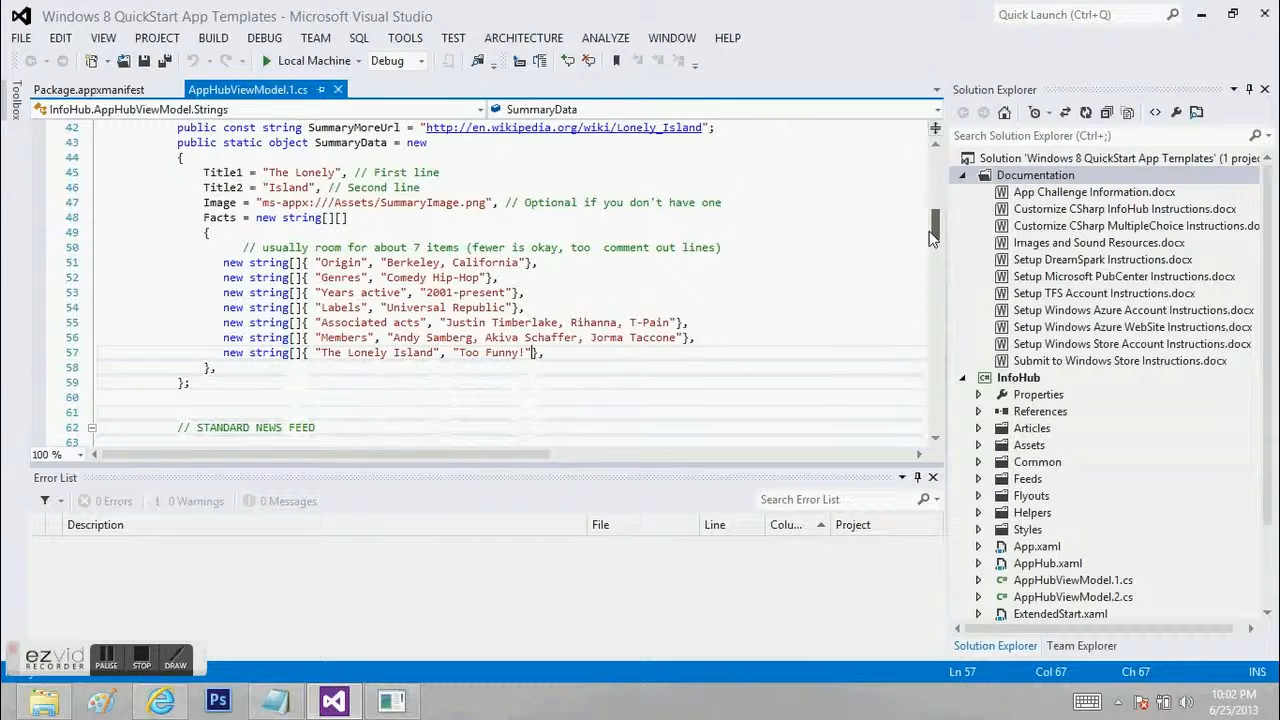 Windows 8 QuickStart App Templates - Microsoft Visual Studio
Quick Launch (Ctrl+Q)
FILE EDIT VIEW PROJECT BUILD DEBUG TEAM SQL TOOLS TEST ARCHITECTURE ANALYZE WINDOW HELP
Local Machine Debug
Toolbox
Package.appxmanifest AppHubViewModel.1.cs
InfoHub.AppHubViewModel.Strings SummaryData
42 public const string SummaryMoreUrl = "http://en.wikipedia.org/wiki/Lonely_Island";
43 public static object SummaryData = new
44 {
45 Title1 = "The Lonely", // First line
46 Title2 = "Island", // Second line
47 Image = "ms-appx:///Assets/SummaryImage.png", // Optional if you don't have one
48 Facts = new string[][]
49 {
50 // usually room for about 7 items (fewer is okay, too  comment out lines)
51 new string[]{ "Origin", "Berkeley, California"},
52 new string[]{ "Genres", "Comedy Hip-Hop"},
53 new string[]{ "Years active", "2001-present"},
54 new string[]{ "Labels", "Universal Republic"},
55 new string[]{ "Associated acts", "Justin Timberlake, Rihanna, T-Pain"},
56 new string[]{ "Members", "Andy Samberg, Akiva Schaffer, Jorma Taccone"},
57 new string[]{ "The Lonely Island", "Too Funny!"},
58 },
59 };
60
61
62 // STANDARD NEWS FEED
63
100 %
Error List
0 Errors 0 Warnings 0 Messages
Search Error List
Description File Line Colu... Project
Solution Explorer
Search Solution Explorer (Ctrl+;)
Solution 'Windows 8 QuickStart App Templates' (1 projec
Documentation
App Challenge Information.docx
Customize CSharp InfoHub Instructions.docx
Customize CSharp MultipleChoice Instructions.do
Images and Sound Resources.docx
Setup DreamSpark Instructions.docx
Setup Microsoft PubCenter Instructions.docx
Setup TFS Account Instructions.docx
Setup Windows Azure Account Instructions.docx
Setup Windows Azure WebSite Instructions.docx
Setup Windows Store Account Instructions.docx
Submit to Windows Store Instructions.docx
InfoHub
Properties
References
Articles
Assets
Common
Feeds
Flyouts
Helpers
Styles
App.xaml
AppHub.xaml
AppHubViewModel.1.cs
AppHubViewModel.2.cs
ExtendedStart.xaml
Solution Explorer Team Explorer
ezvid
RECORDER
PAUSE STOP DRAW
Ln 57 Col 67 Ch 67 INS
Ps
10:02 PM
6/25/2013